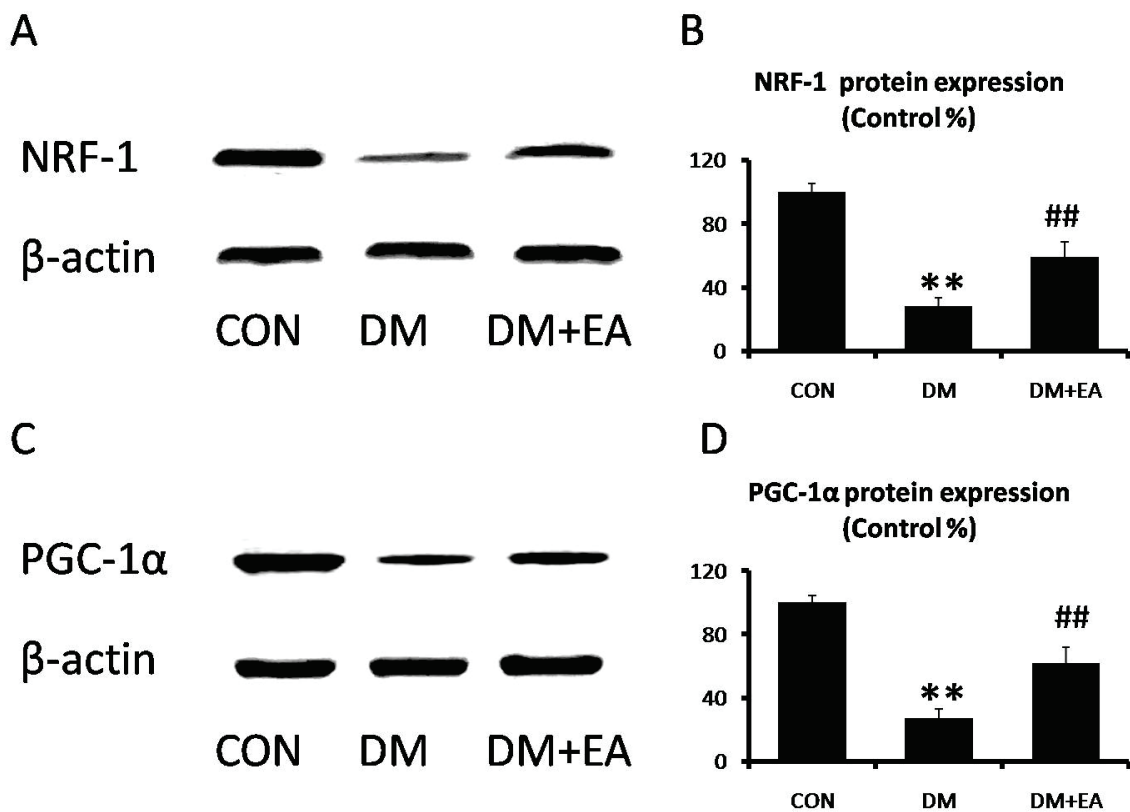 A
NRF-1
β-actin
CON DM DM+EA
B
NRF-1 protein expression
(Control %)
120
80
40
0
##
**
CON DM DM+EA
C
PGC-1α
β-actin
CON DM DM+EA
D
PGC-1α protein expression
(Control %)
120
80
40
0
##
**
CON DM DM+EA